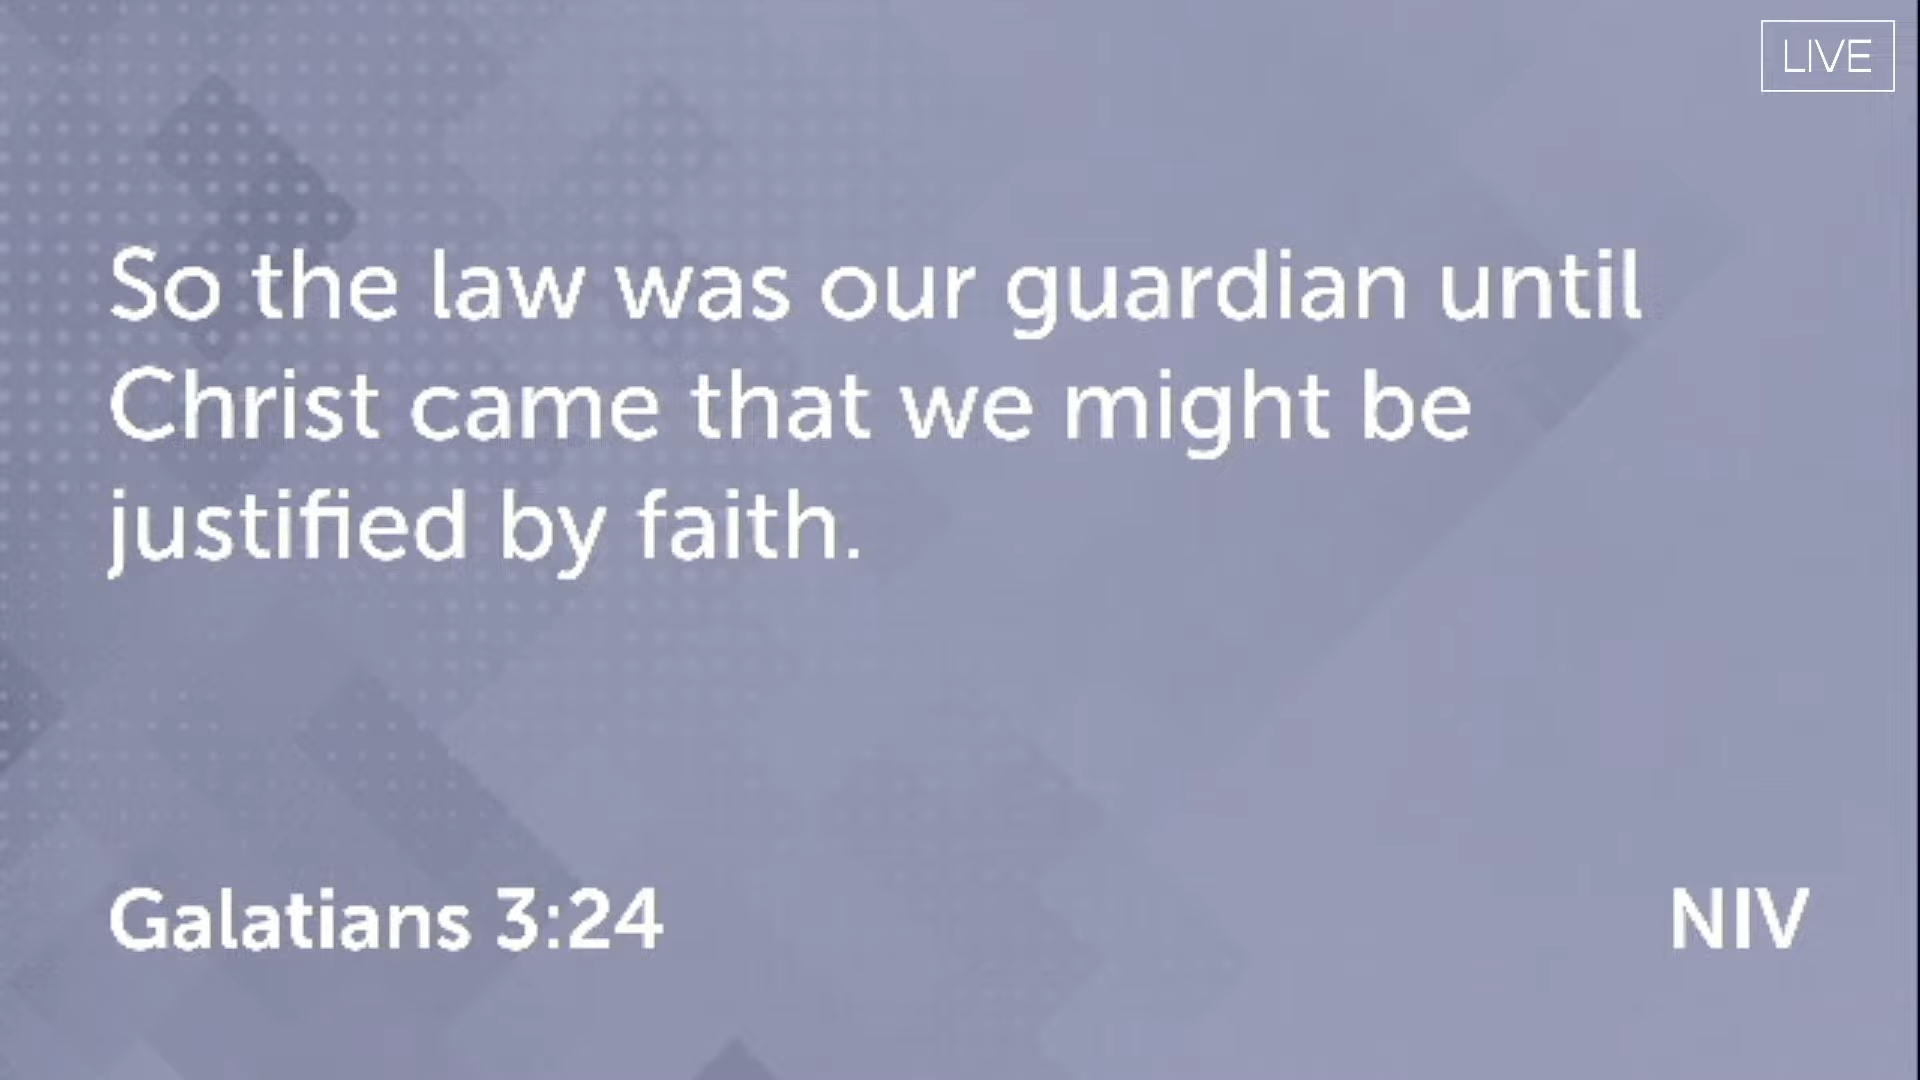 LIVE
So the law was our guardian until
Christ came that we might be
justified by faith.
Galatians 3:24
NIV